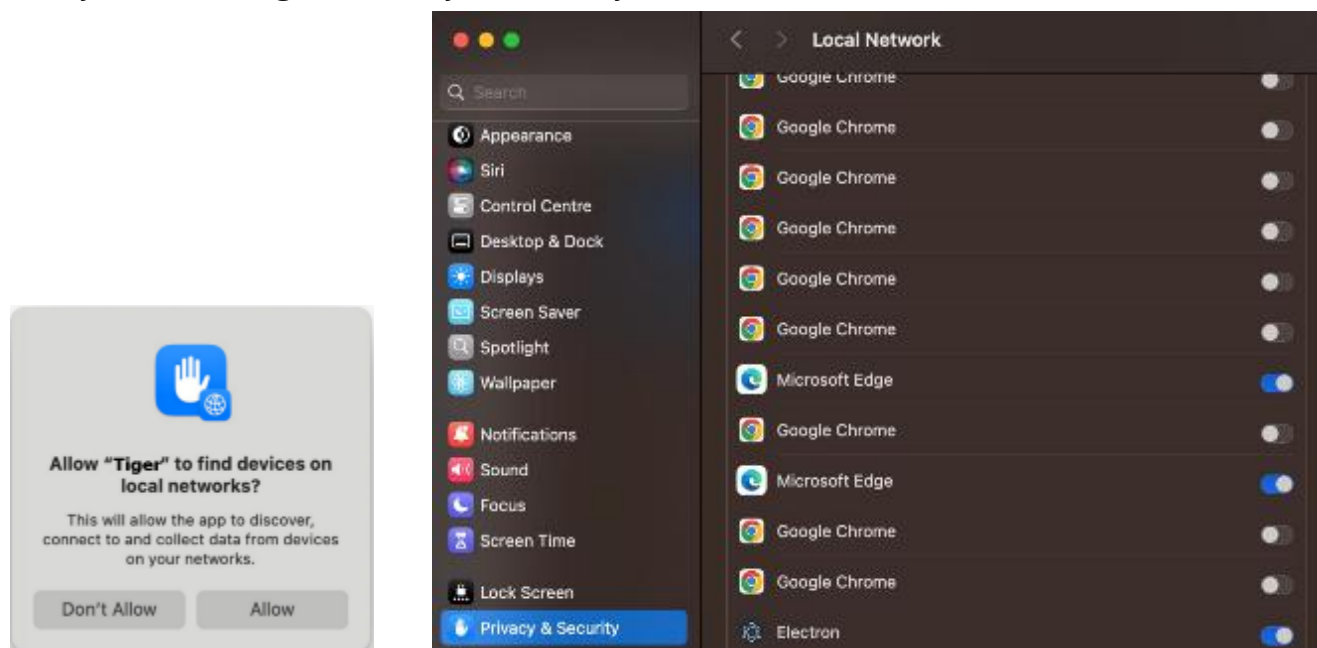 Allow "Tiger" to find devices on
local networks?
This will allow the app to discover,
connect to and collect data from devices
on your networks.
Don't Allow
Allow
Search
Appearance
Siri
Control Centre
Desktop & Dock
Displays
Screen Saver
Spotlight
Wallpaper
Notifications
Sound
Focus
Screen Time
Lock Screen
Privacy & Security
Local Network
Google Chrome
Google Chrome
Google Chrome
Google Chrome
Google Chrome
Google Chrome
Microsoft Edge
Google Chrome
Microsoft Edge
Google Chrome
Google Chrome
Electron